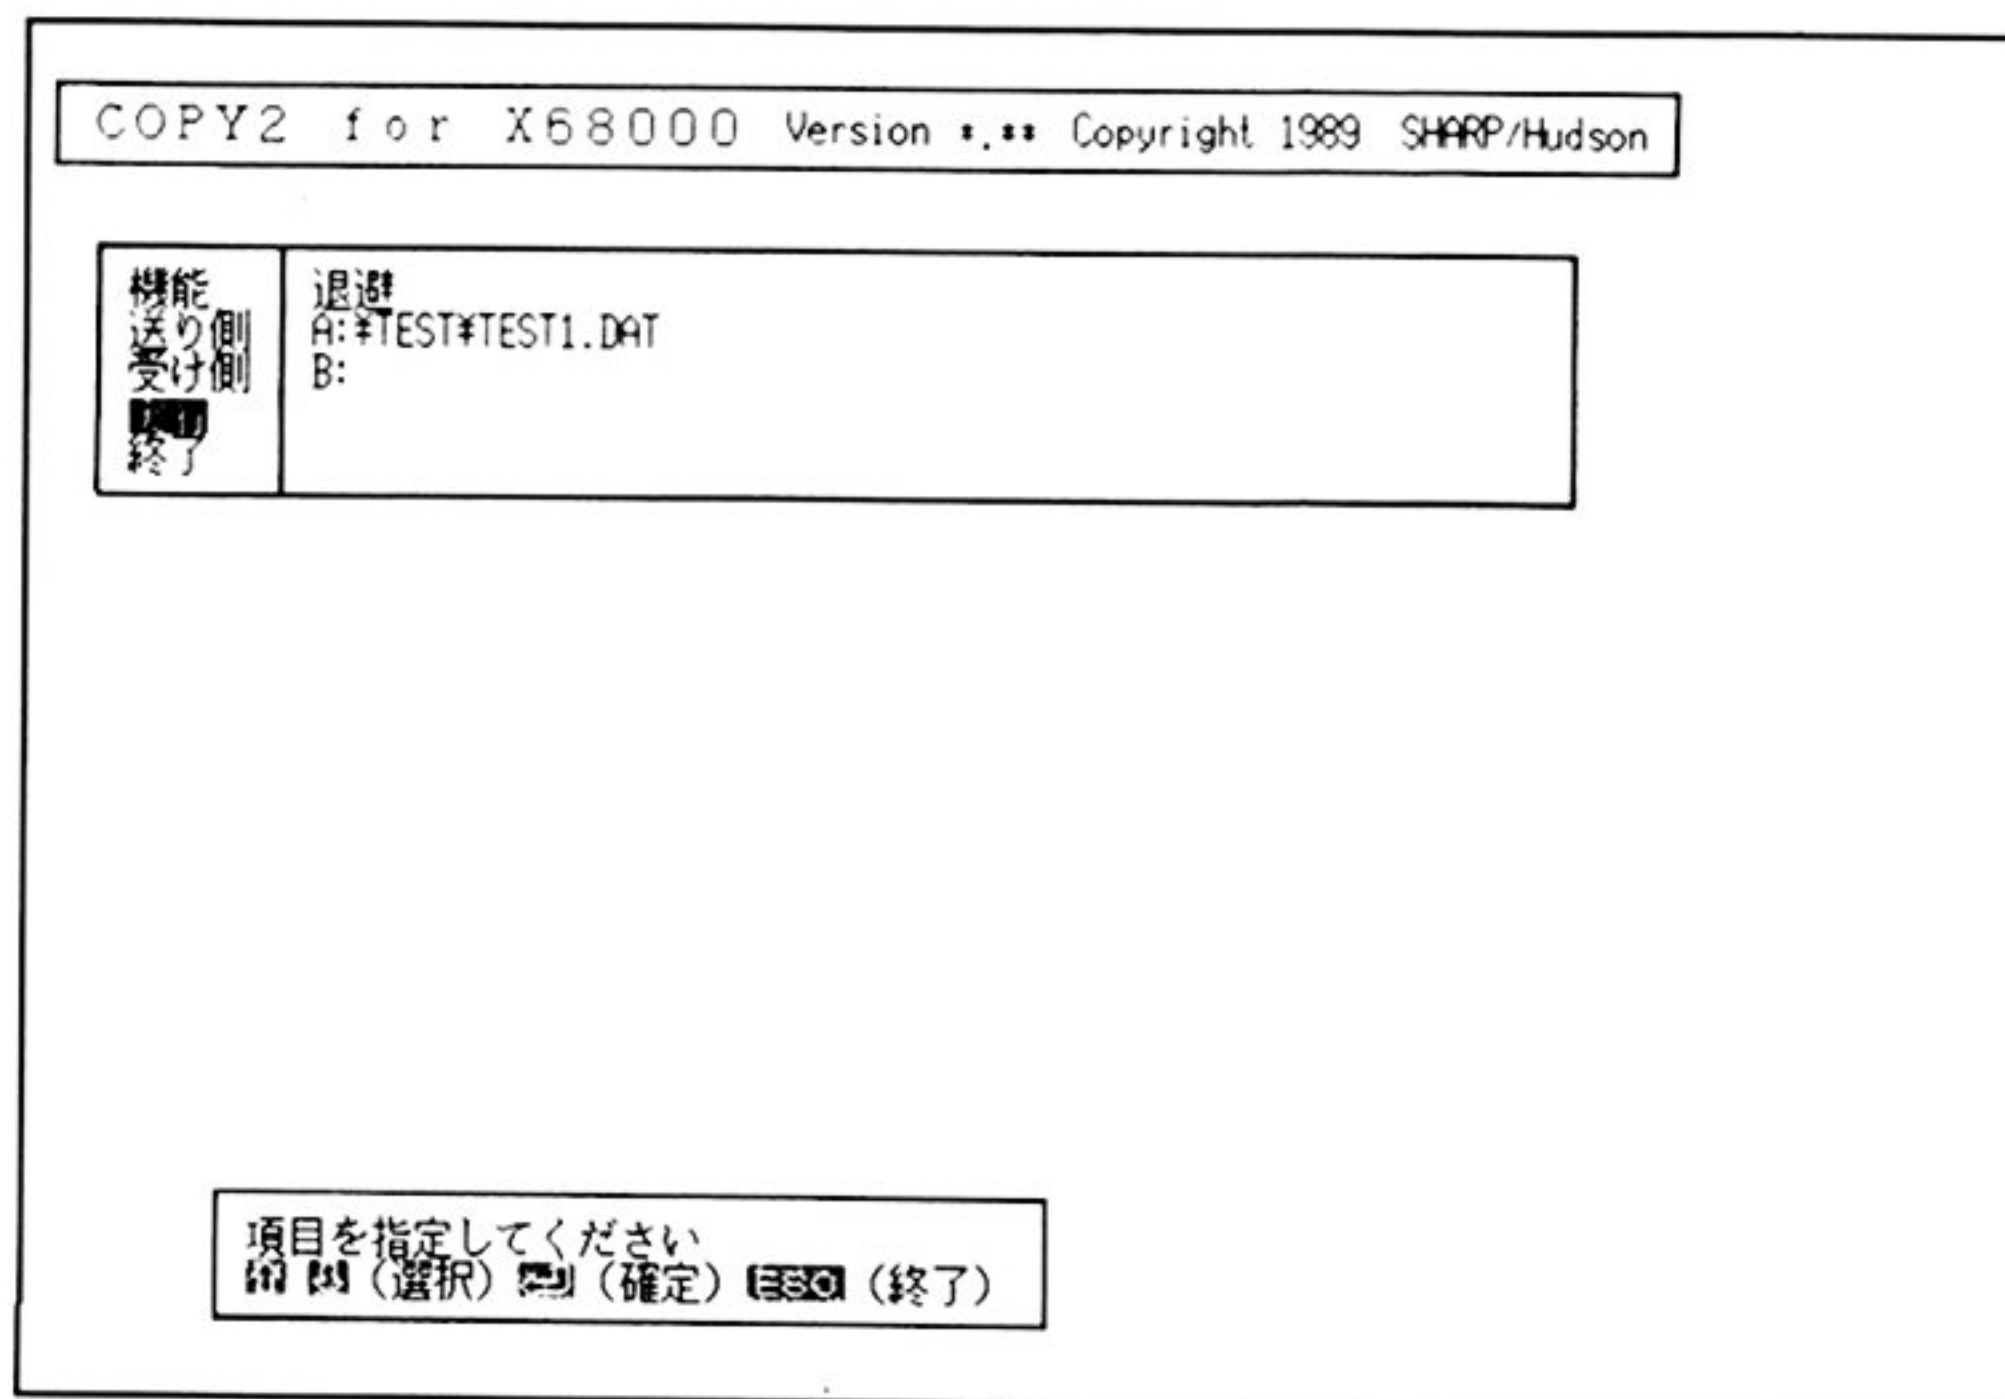 COPY2 for X68000 Version *.** Copyright 1989 SHARP/Hudson
機能 退避
送り側 A:¥TEST¥TEST1.DAT
受け側 B:
終了
項目を指定してください
↑ ↓ (選択) (確定) ESC (終了)